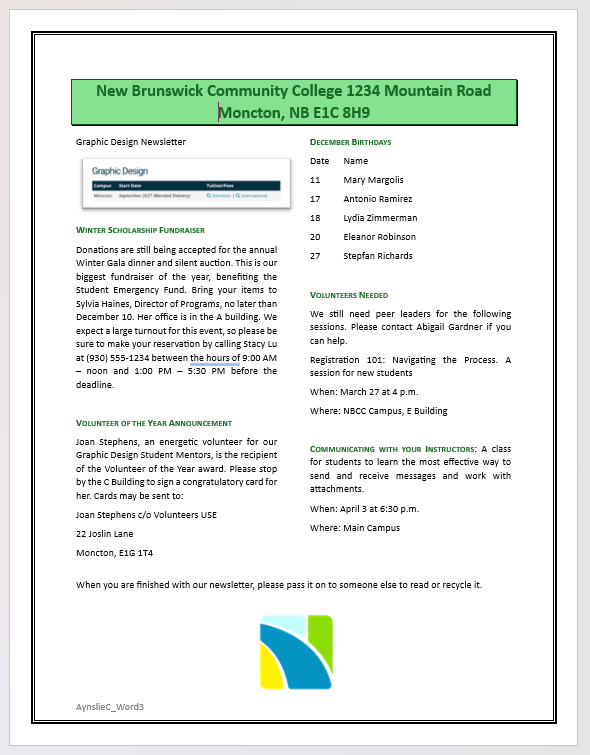 New Brunswick Community College 1234 Mountain Road
Moncton, NB E1C 8H9
Graphic Design Newsletter
Graphic Design
Campus Start Date Tuition/Fees
Moncton September 2027 (Blended Delivery) Domestic | International
WINTER SCHOLARSHIP FUNDRAISER
Donations are still being accepted for the annual
Winter Gala dinner and silent auction. This is our
biggest fundraiser of the year, benefiting the
Student Emergency Fund. Bring your items to
Sylvia Haines, Director of Programs, no later than
December 10. Her office is in the A building. We
expect a large turnout for this event, so please be
sure to make your reservation by calling Stacy Lu
at (930) 555-1234 between the hours of 9:00 AM
– noon and 1:00 PM – 5:30 PM before the
deadline.
VOLUNTEER OF THE YEAR ANNOUNCEMENT
Joan Stephens, an energetic volunteer for our
Graphic Design Student Mentors, is the recipient
of the Volunteer of the Year award. Please stop
by the C Building to sign a congratulatory card for
her. Cards may be sent to:
Joan Stephens c/o Volunteers USE
22 Joslin Lane
Moncton, E1G 1T4
DECEMBER BIRTHDAYS
Date Name
11 Mary Margolis
17 Antonio Ramirez
18 Lydia Zimmerman
20 Eleanor Robinson
27 Stepfan Richards
VOLUNTEERS NEEDED
We still need peer leaders for the following
sessions. Please contact Abigail Gardner if you
can help.
Registration 101: Navigating the Process. A
session for new students
When: March 27 at 4 p.m.
Where: NBCC Campus, E Building
COMMUNICATING WITH YOUR INSTRUCTORS: A class
for students to learn the most effective way to
send and receive messages and work with
attachments.
When: April 3 at 6:30 p.m.
Where: Main Campus
When you are finished with our newsletter, please pass it on to someone else to read or recycle it.
AynslieC_Word3